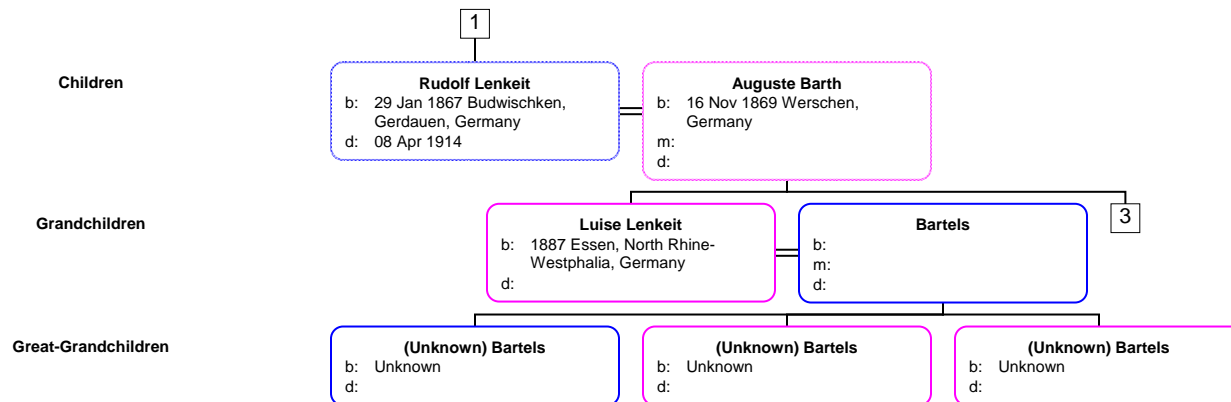 1
Children
Rudolf Lenkeit
b: 29 Jan 1867 Budwischken,
Gerdauen, Germany
d: 08 Apr 1914
Auguste Barth
b: 16 Nov 1869 Werschen,
Germany
m:
d:
Grandchildren
Luise Lenkeit
b: 1887 Essen, North Rhine-
Westphalia, Germany
d:
Bartels
b:
m:
d:
3
Great-Grandchildren
(Unknown) Bartels
b: Unknown
d:
(Unknown) Bartels
b: Unknown
d:
(Unknown) Bartels
b: Unknown
d: